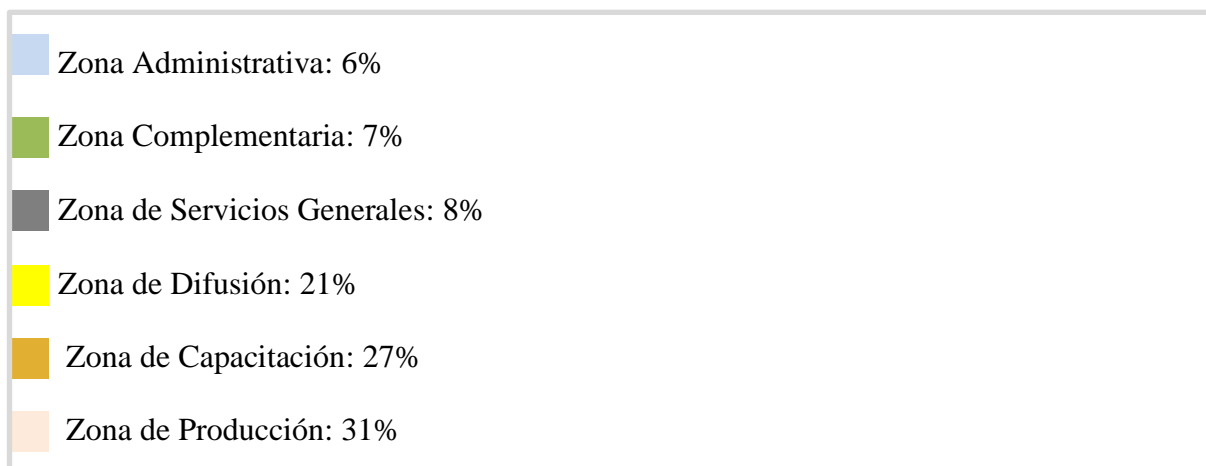 Zona Administrativa: 6%
Zona Complementaria: 7%
Zona de Servicios Generales: 8%
Zona de Difusión: 21%
Zona de Capacitación: 27%
Zona de Producción: 31%